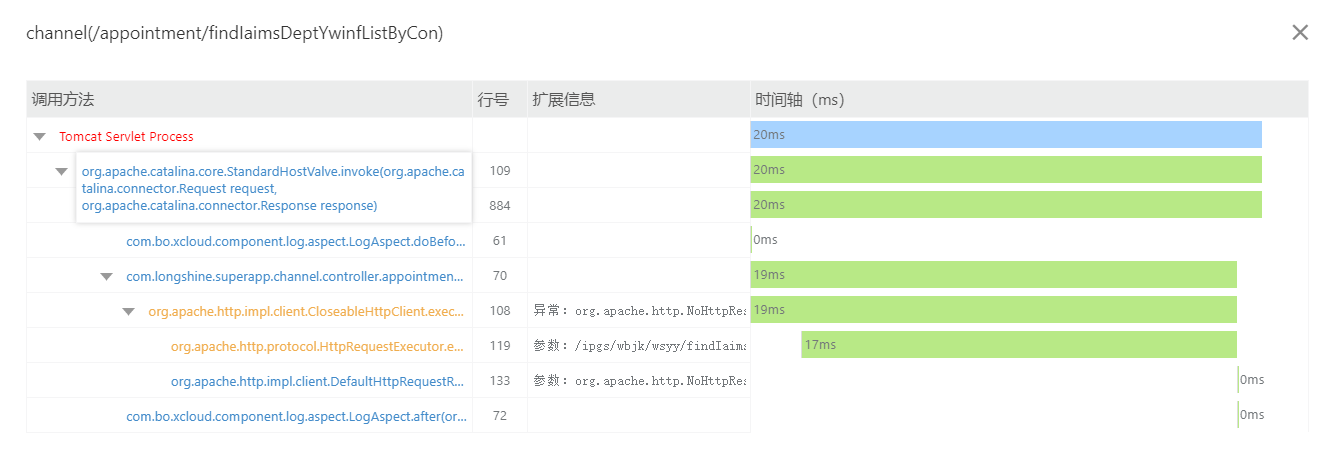 channel(/appointment/findIaimsDeptYwinfListByCon)
调用方法 行号 扩展信息 时间轴（ms）
Tomcat Servlet Process 20ms
org.apache.catalina.core.StandardHostValve.invoke(org.apache.ca
talina.connector.Request request,
org.apache.catalina.connector.Response response)
109 20ms
884 20ms
com.bo.xcloud.component.log.aspect.LogAspect.doBefo... 61 0ms
com.longshine.superapp.channel.controller.appointmen... 70 19ms
org.apache.http.impl.client.CloseableHttpClient.exec... 108 异常：org.apache.http.NoHttpRes 19ms
org.apache.http.protocol.HttpRequestExecutor.e... 119 参数：/ipgs/wbjk/wsyy/findIaims 17ms
org.apache.http.impl.client.DefaultHttpRequestR... 133 参数：org.apache.http.NoHttpRes 0ms
com.bo.xcloud.component.log.aspect.LogAspect.after(or... 72 0ms